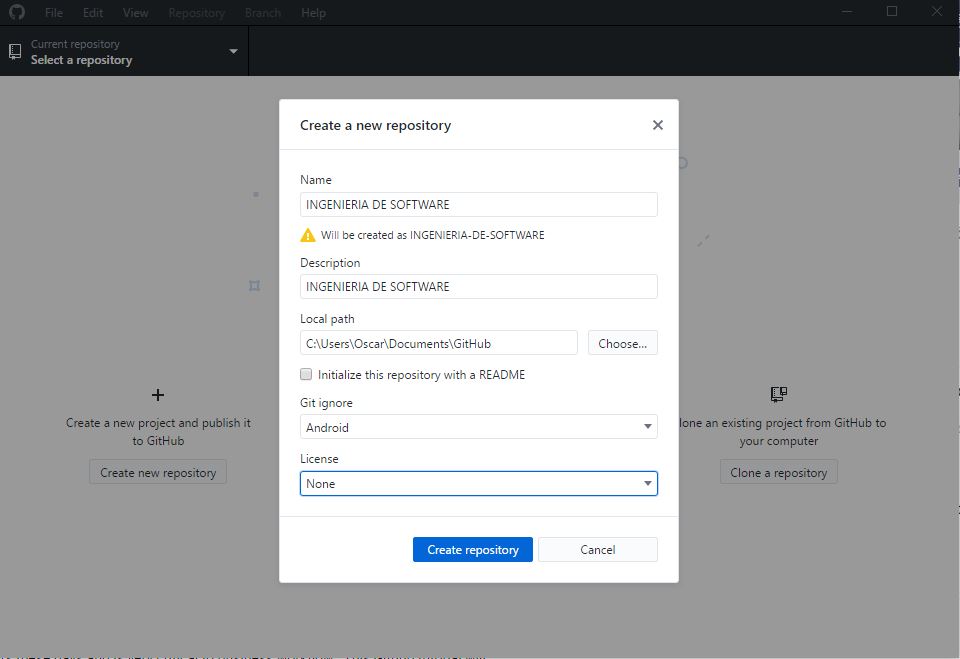 File Edit View Repository Branch Help
Current repository
Select a repository
Create a new repository
Name
INGENIERIA DE SOFTWARE
Will be created as INGENIERIA-DE-SOFTWARE
Description
INGENIERIA DE SOFTWARE
Local path
C:\Users\Oscar\Documents\GitHub
Choose...
Initialize this repository with a README
Git ignore
Android
License
None
Create repository
Cancel
Create a new project and publish it
to GitHub
Create new repository
lone an existing project from GitHub to
your computer
Clone a repository